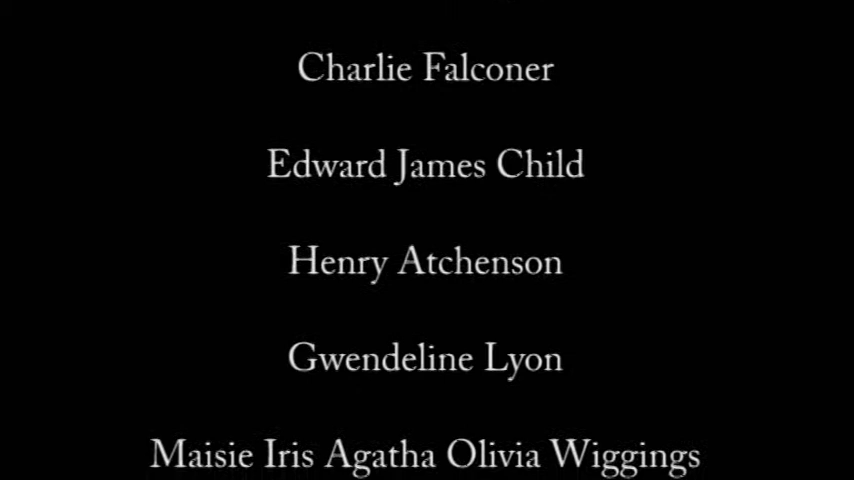 Charlie Falconer
Edward James Child
Henry Atchenson
Gwendeline Lyon
Maisie Iris Agatha Olivia Wiggings